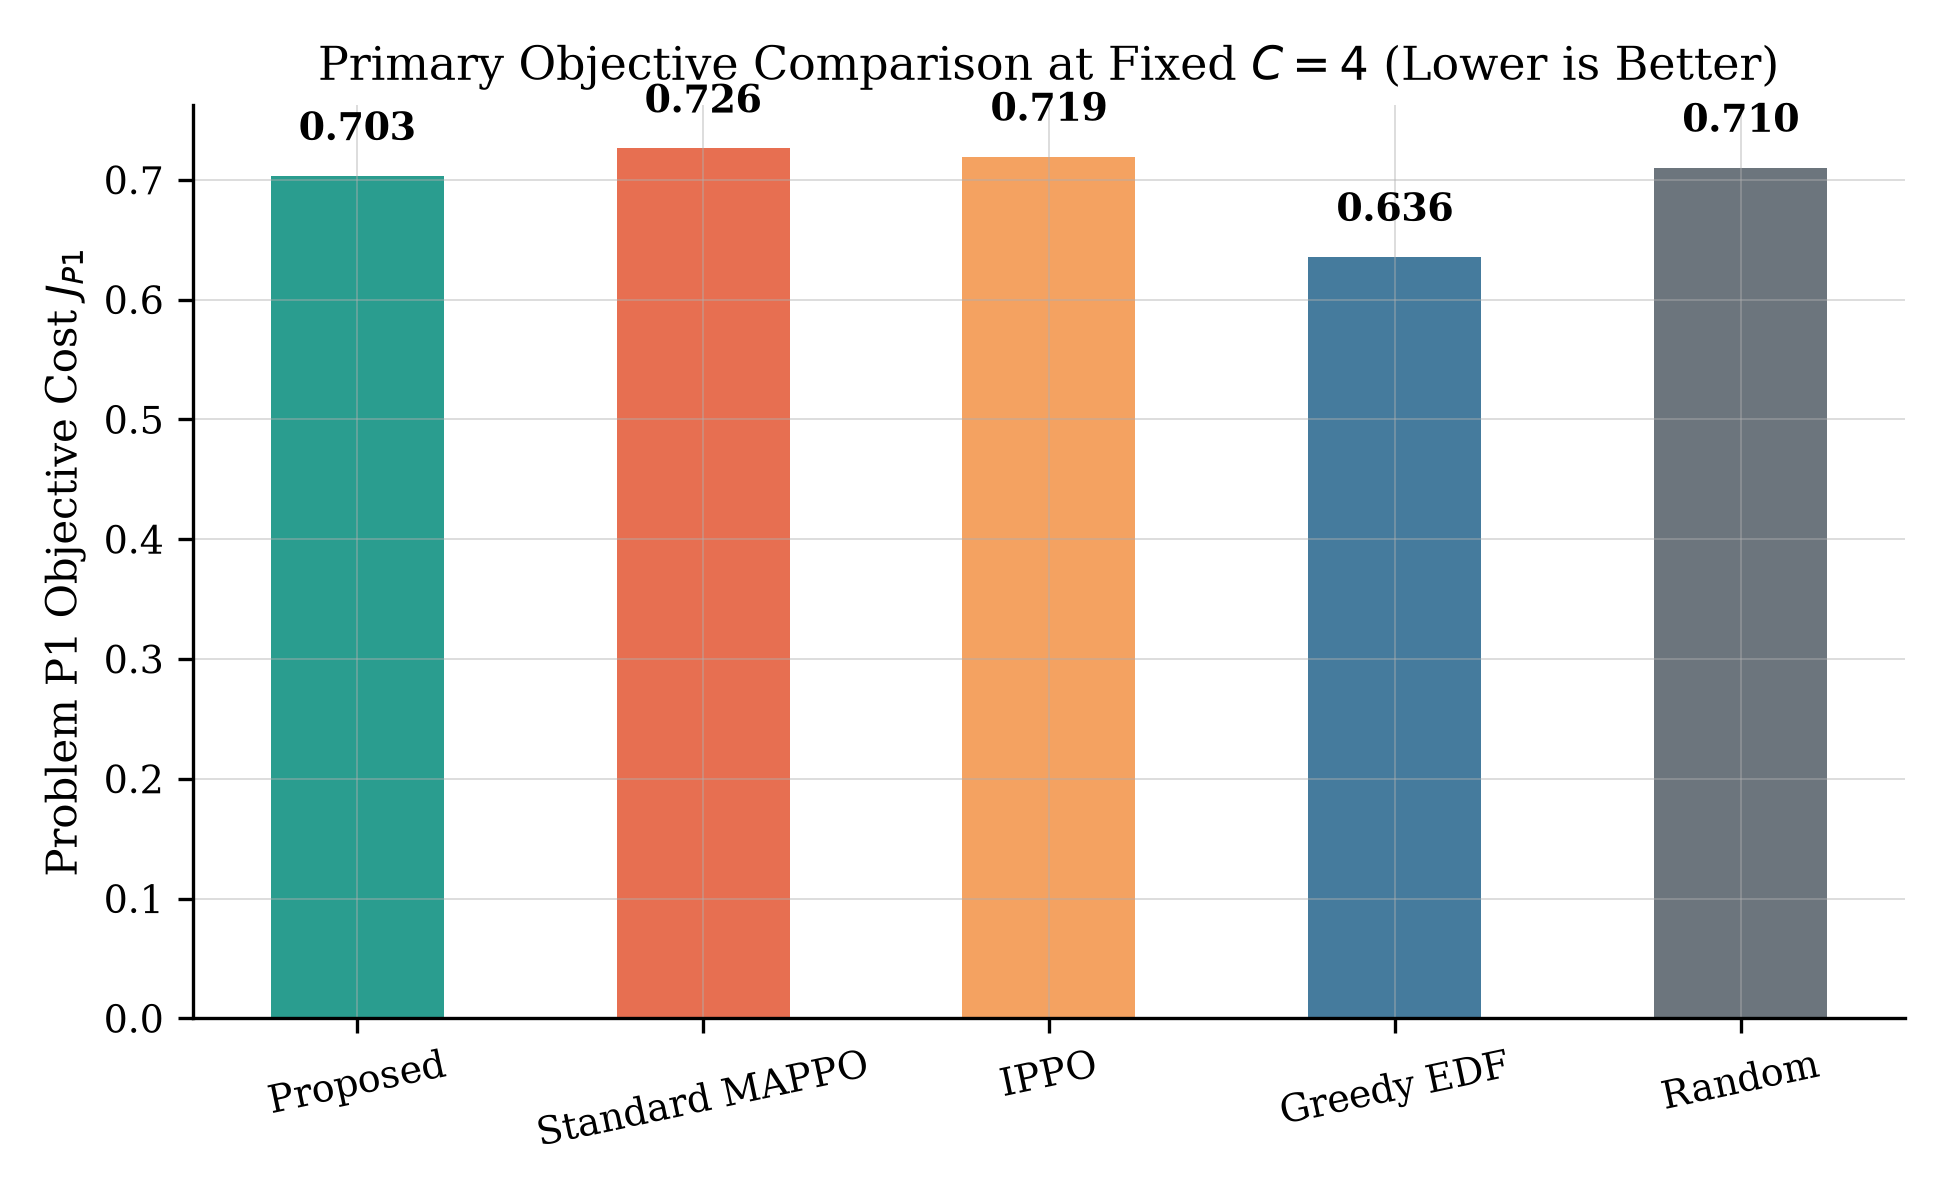 Primary Objective Comparison at Fixed C = 4 (Lower is Better)
0.703
0.726
0.719
0.636
0.710
Problem P1 Objective Cost J_{P1}
0.7
0.6
0.5
0.4
0.3
0.2
0.1
0.0
Proposed
Standard MAPPO
IPPO
Greedy EDF
Random